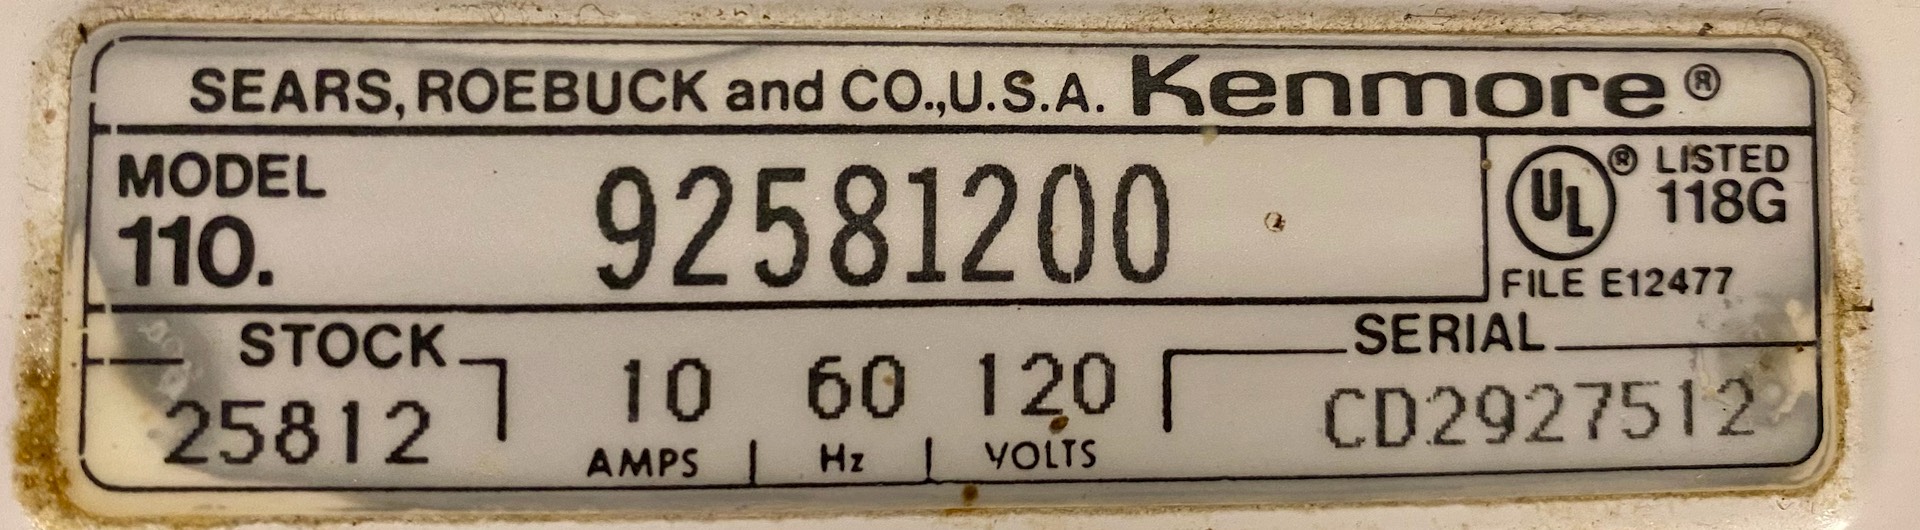 SEARS, ROEBUCK and CO.,U.S.A. Kenmore®
MODEL
110. 92581200
UL® LISTED
118G
FILE E12477
STOCK
25812
10 60 120
AMPS | Hz | VOLTS
SERIAL
CD2927512